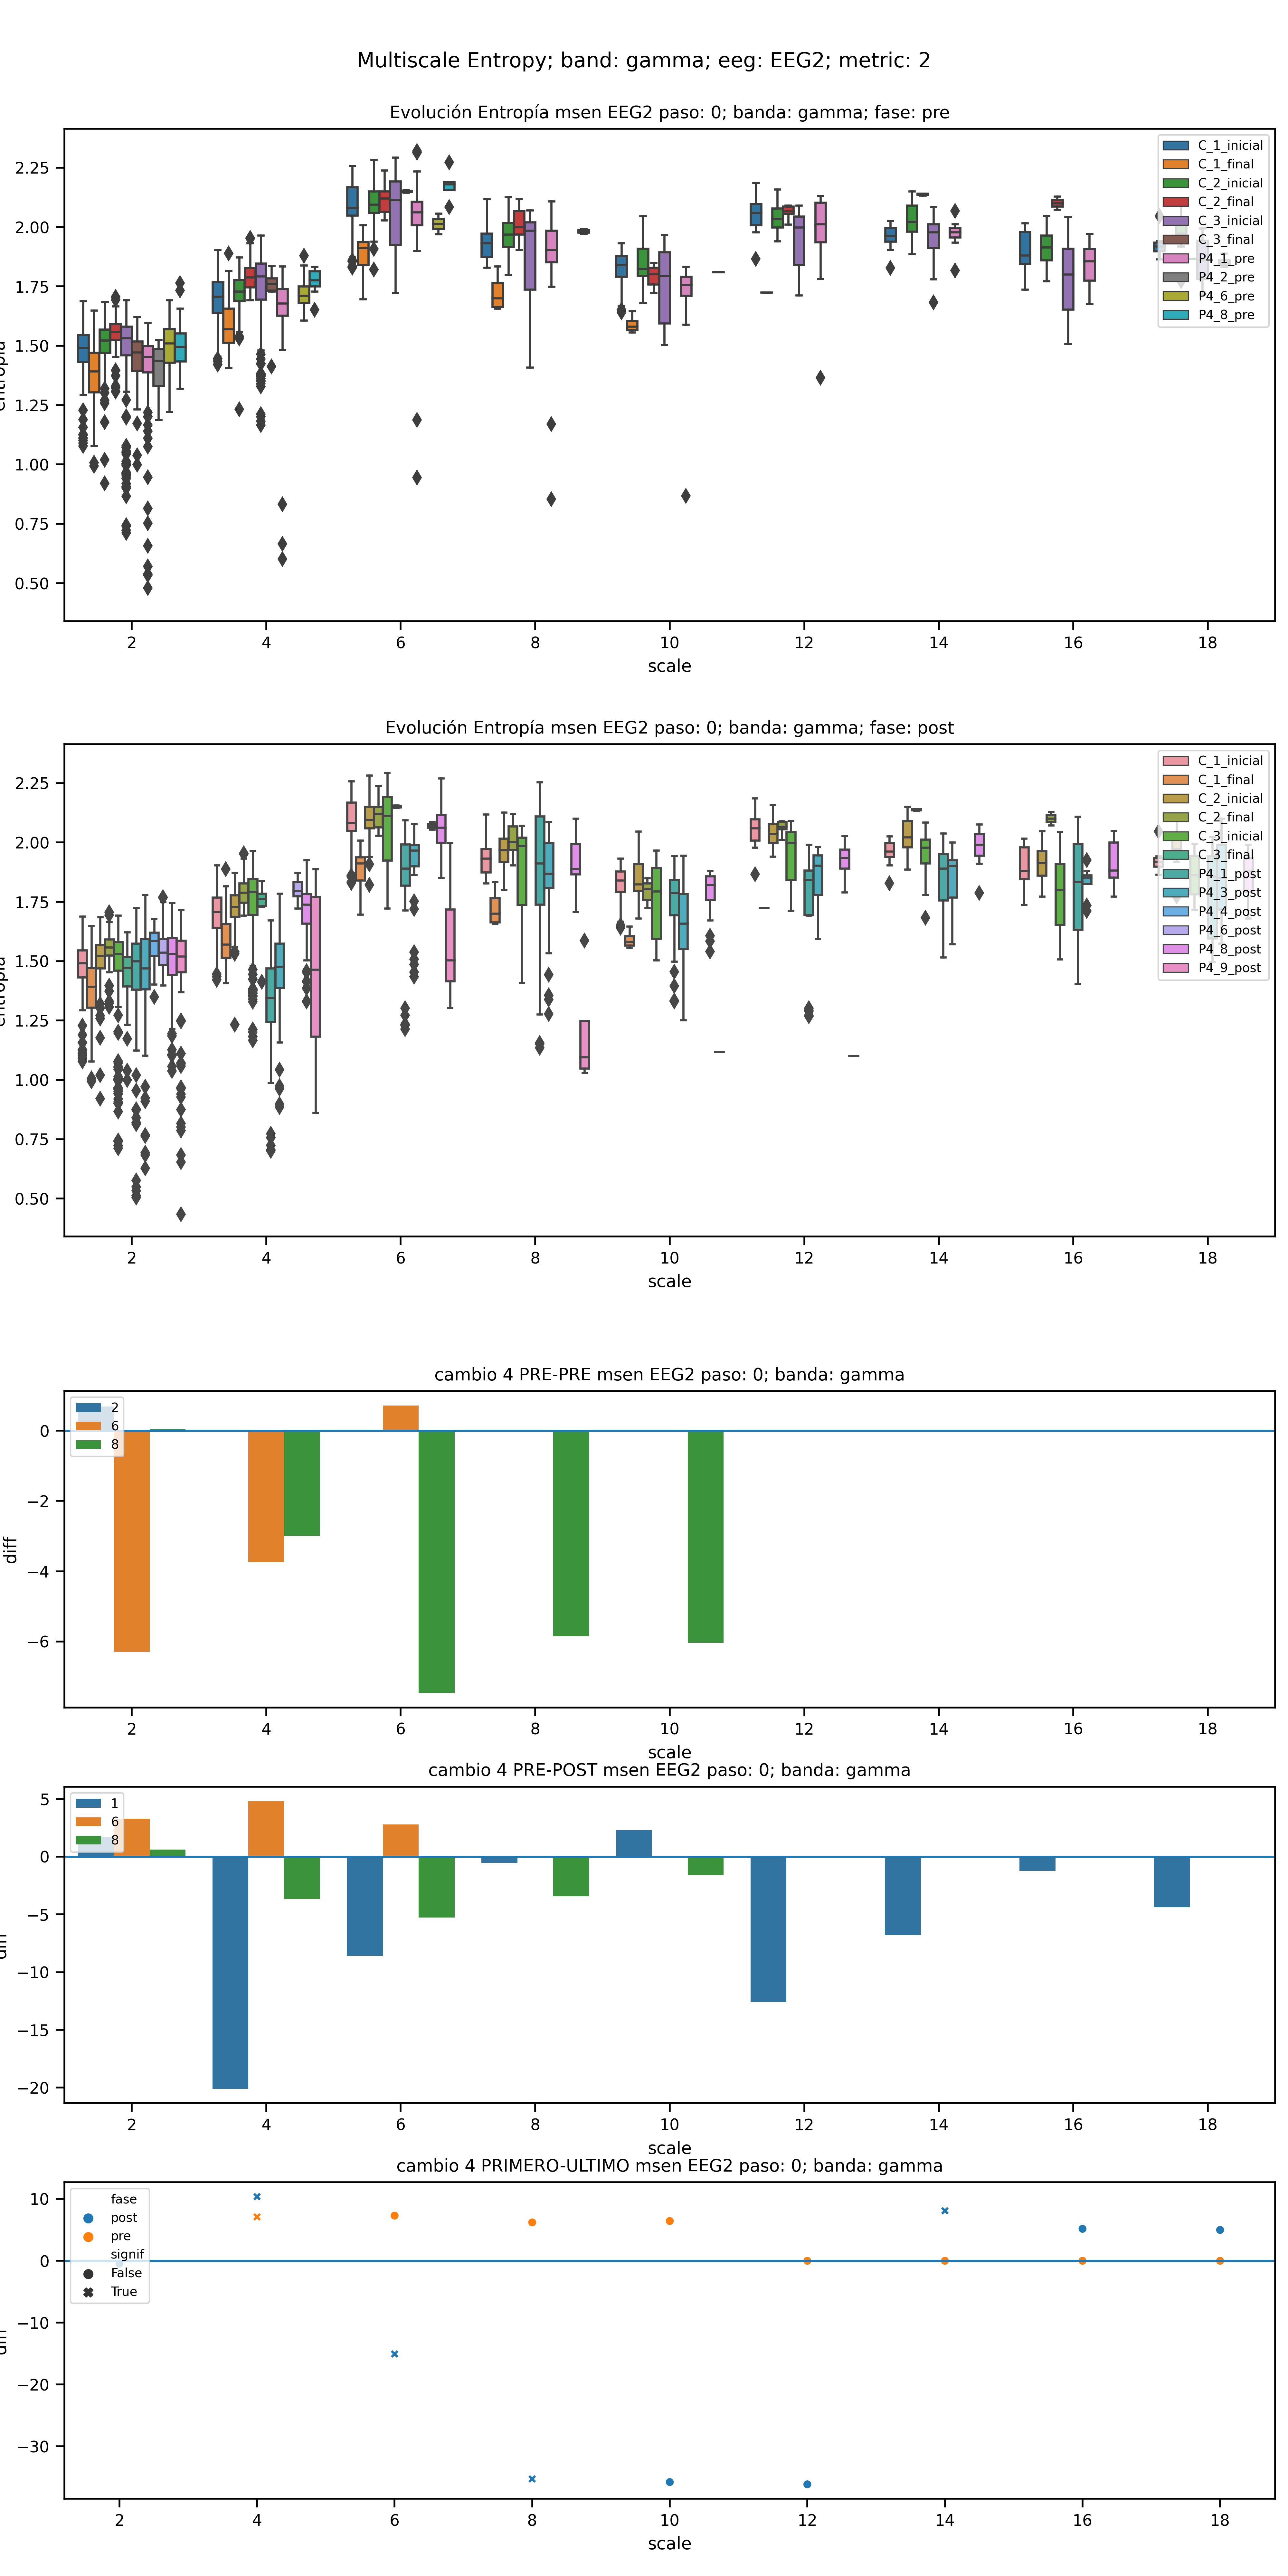 Multiscale Entropy; band: gamma; eeg: EEG2; metric: 2
Evolución Entropía msen EEG2 paso: 0; banda: gamma; fase: pre
C_1_inicial
C_1_final
C_2_inicial
C_2_final
C_3_inicial
C_3_final
P4_1_pre
P4_2_pre
P4_6_pre
P4_8_pre
2.25
2.00
1.75
1.50
1.25
1.00
0.75
0.50
entropia
2 4 6 8 10 12 14 16 18
scale
Evolución Entropía msen EEG2 paso: 0; banda: gamma; fase: post
C_1_inicial
C_1_final
C_2_inicial
C_2_final
C_3_inicial
C_3_final
P4_1_post
P4_3_post
P4_4_post
P4_6_post
P4_8_post
P4_9_post
2.25
2.00
1.75
1.50
1.25
1.00
0.75
0.50
entropia
2 4 6 8 10 12 14 16 18
scale
cambio 4 PRE-PRE msen EEG2 paso: 0; banda: gamma
2
6
8
0
−2
−4
−6
diff
2 4 6 8 10 12 14 16 18
scale
cambio 4 PRE-POST msen EEG2 paso: 0; banda: gamma
1
6
8
5
0
−5
−10
−15
−20
diff
2 4 6 8 10 12 14 16 18
scale
cambio 4 PRIMERO-ULTIMO msen EEG2 paso: 0; banda: gamma
fase
post
pre
signif
False
True
10
0
−10
−20
−30
diff
2 4 6 8 10 12 14 16 18
scale